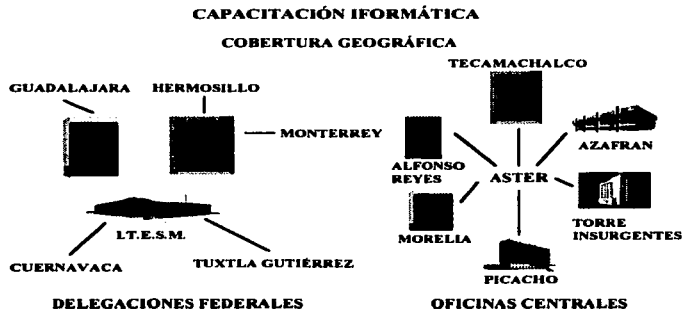 CAPACITACIÓN IFORMÁTICA
COBERTURA GEOGRÁFICA
TECAMACHALCO
GUADALAJARA
HERMOSILLO
MONTERREY
AZAFRAN
ALFONSO
REYES
ASTER
TORRE
INSURGENTES
MORELIA
I.T.E.S.M.
CUERNAVACA
TUXTLA GUTIÉRREZ
PICACHO
DELEGACIONES FEDERALES
OFICINAS CENTRALES